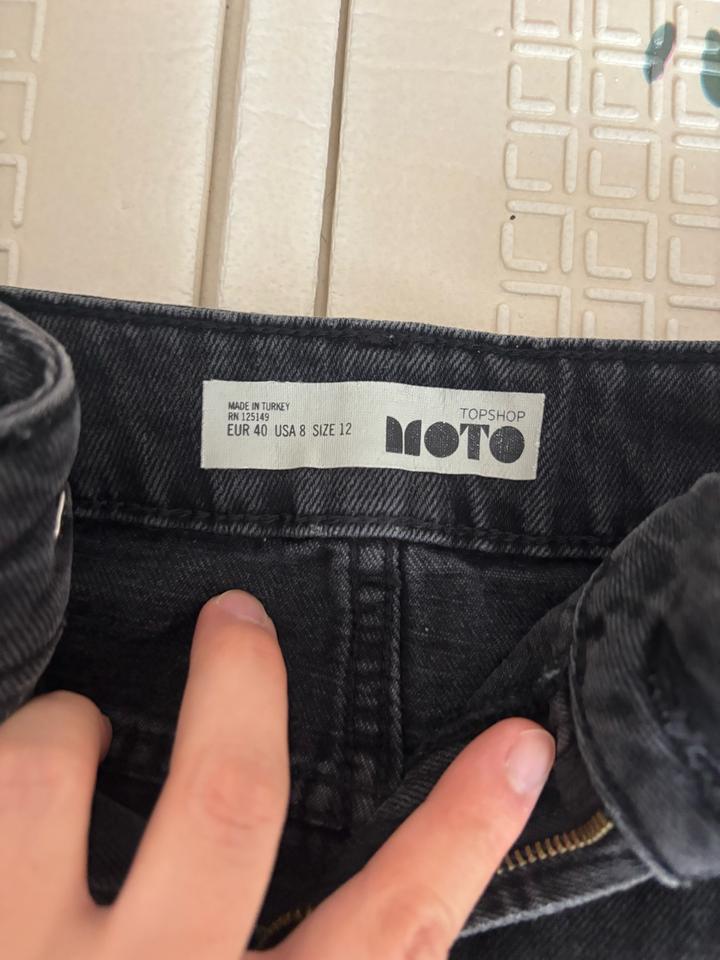 MADE IN TURKEY
RN 125149
EUR 40 USA 8 SIZE 12
TOPSHOP
MOTO